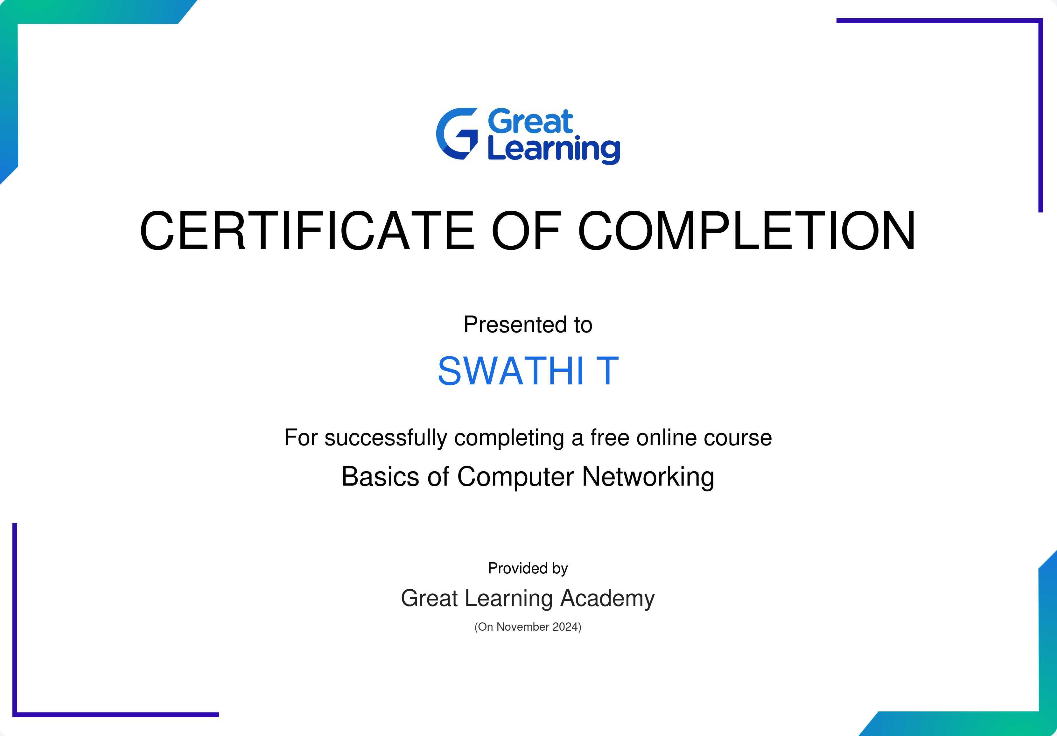 Great
Learning
CERTIFICATE OF COMPLETION
Presented to
SWATHI T
For successfully completing a free online course
Basics of Computer Networking
Provided by
Great Learning Academy
(On November 2024)